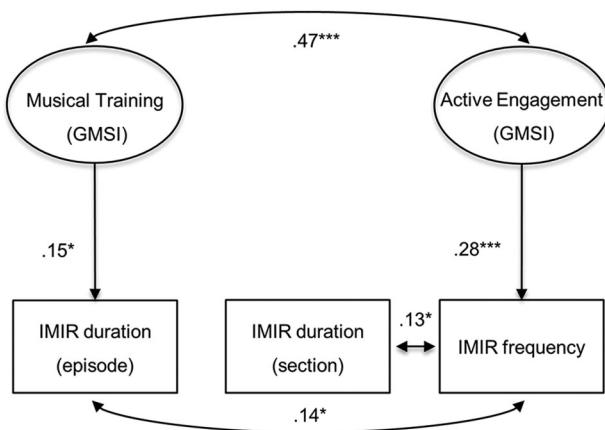 .47***
Musical Training
(GMSI)
Active Engagement
(GMSI)
.15*
.28***
IMIR duration
(episode)
IMIR duration
(section)
.13*
IMIR frequency
.14*